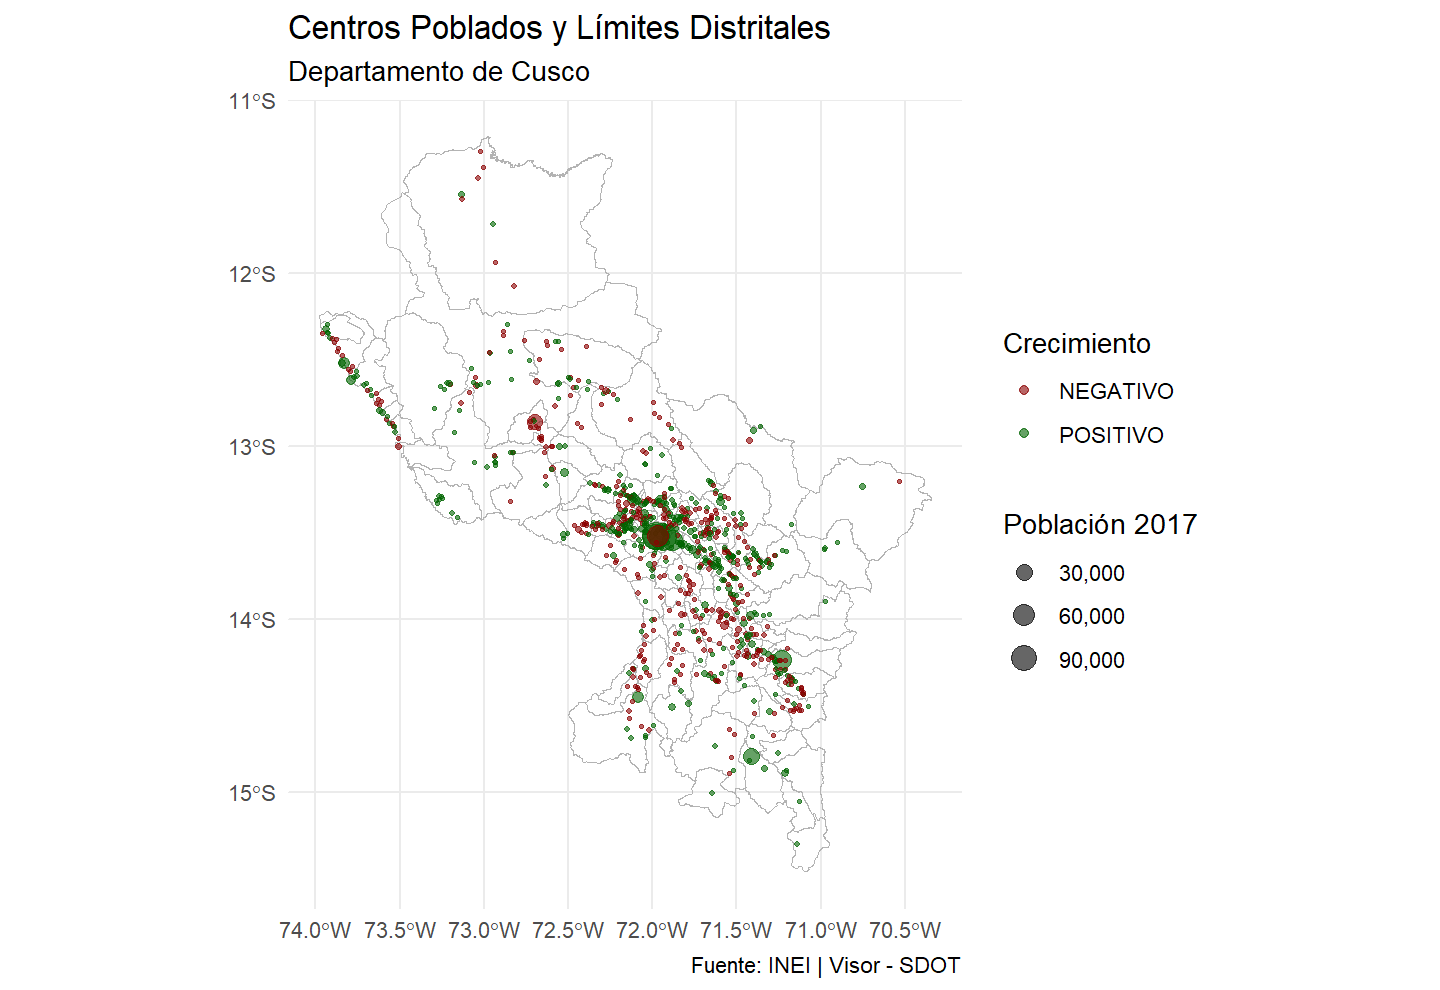 Centros Poblados y Límites Distritales
Departamento de Cusco
11°S
12°S
13°S
14°S
15°S
74.0°W 73.5°W 73.0°W 72.5°W 72.0°W 71.5°W 71.0°W 70.5°W
Crecimiento
NEGATIVO
POSITIVO
Población 2017
30,000
60,000
90,000
Fuente: INEI | Visor - SDOT